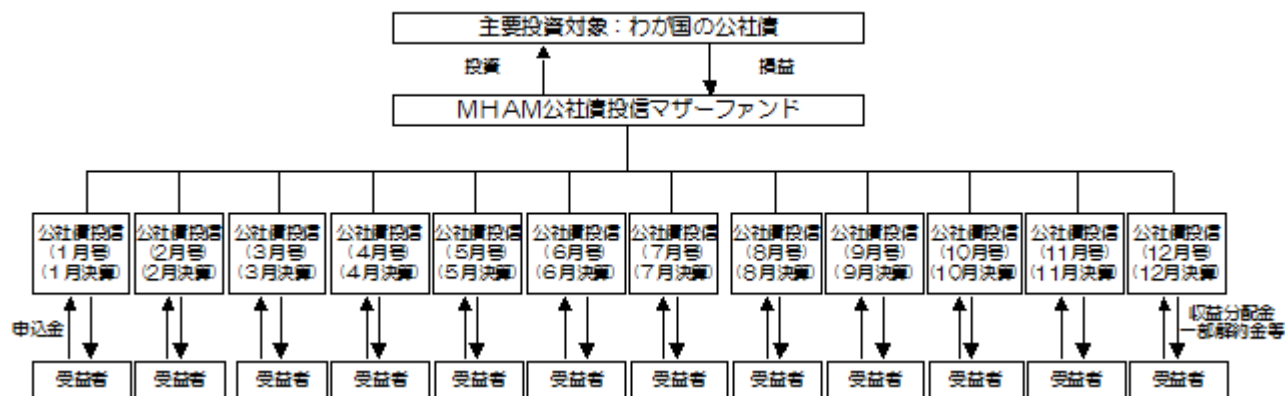 主要投資対象：わが国の公社債
投資
損益
MHAM公社債投信マザーファンド
公社債投信
(1月号)
(1月決算)
公社債投信
(2月号)
(2月決算)
公社債投信
(3月号)
(3月決算)
公社債投信
(4月号)
(4月決算)
公社債投信
(5月号)
(5月決算)
公社債投信
(6月号)
(6月決算)
公社債投信
(7月号)
(7月決算)
公社債投信
(8月号)
(8月決算)
公社債投信
(9月号)
(9月決算)
公社債投信
(10月号)
(10月決算)
公社債投信
(11月号)
(11月決算)
公社債投信
(12月号)
(12月決算)
申込金
収益分配金
一部解約金等
受益者
受益者
受益者
受益者
受益者
受益者
受益者
受益者
受益者
受益者
受益者
受益者